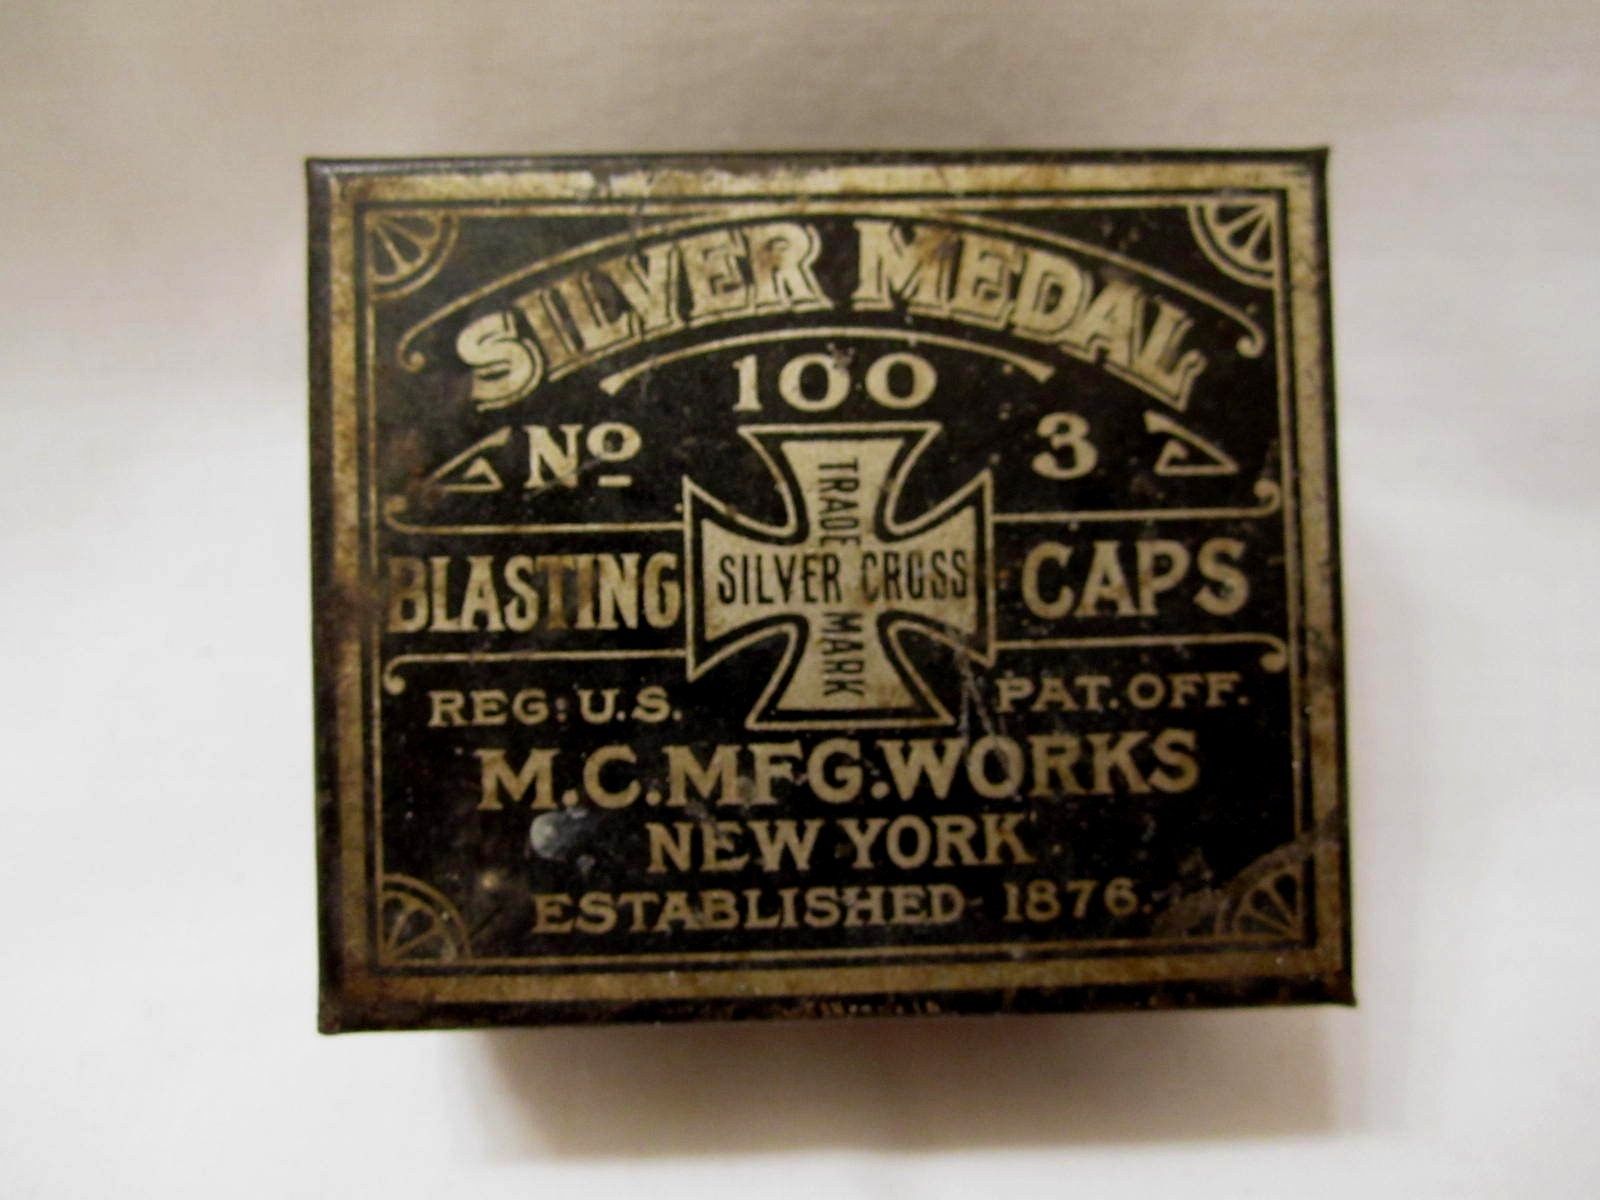 SILVER MEDAL
100
No 3
BLASTING CAPS
TRADE MARK
SILVER CROSS
REG. U.S. PAT. OFF.
M.C. MFG. WORKS
NEW YORK
ESTABLISHED 1876.